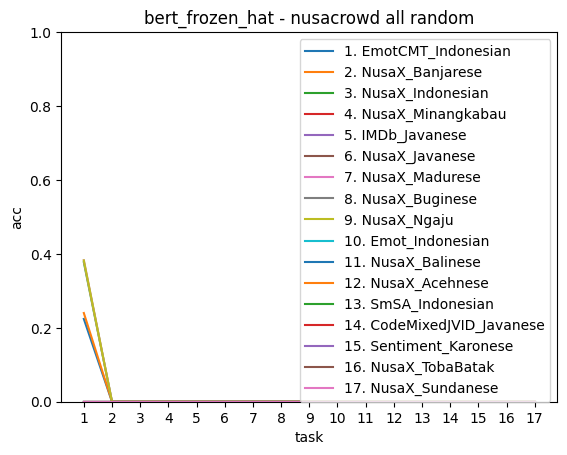 bert_frozen_hat - nusacrowd all random
1.0
0.8
0.6
0.4
0.2
0.0
acc
1. EmotCMT_Indonesian
2. NusaX_Banjarese
3. NusaX_Indonesian
4. NusaX_Minangkabau
5. IMDb_Javanese
6. NusaX_Javanese
7. NusaX_Madurese
8. NusaX_Buginese
9. NusaX_Ngaju
10. Emot_Indonesian
11. NusaX_Balinese
12. NusaX_Acehnese
13. SmSA_Indonesian
14. CodeMixedJVID_Javanese
15. Sentiment_Karonese
16. NusaX_TobaBatak
17. NusaX_Sundanese
1 2 3 4 5 6 7 8 9 10 11 12 13 14 15 16 17
task